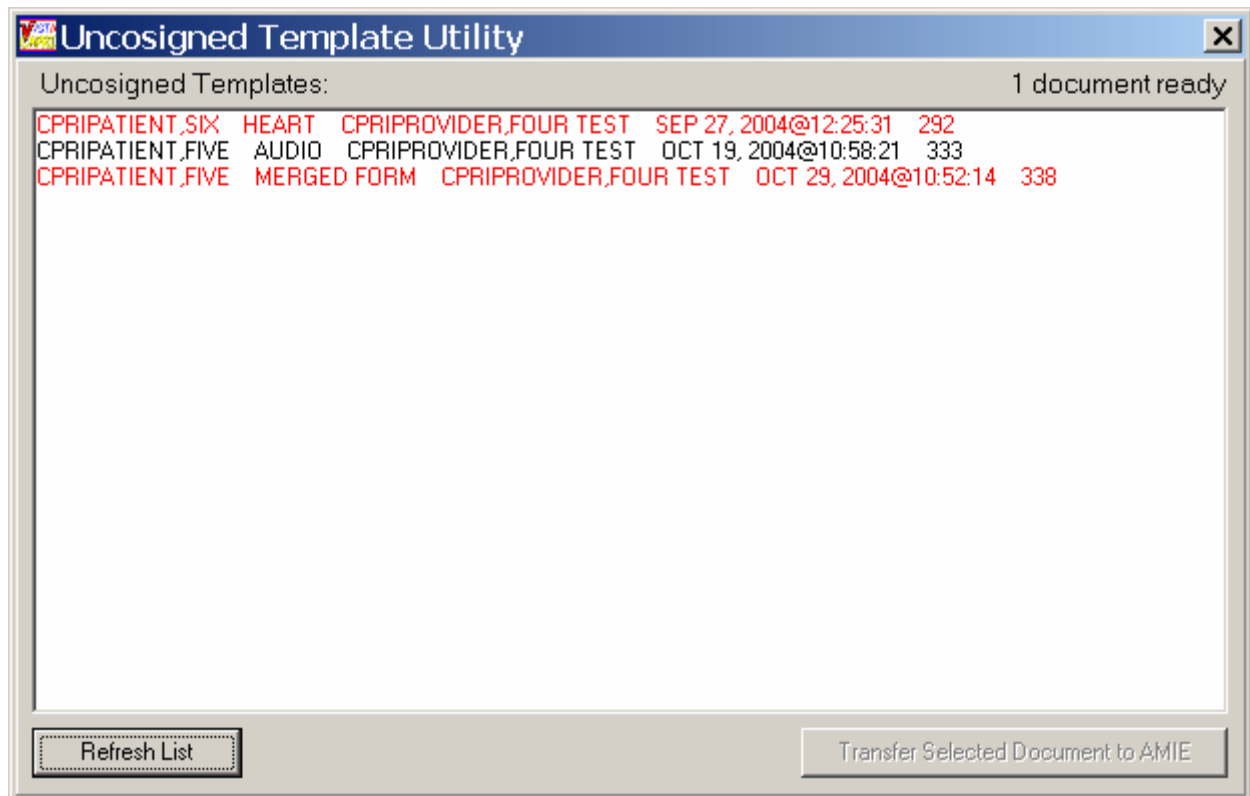 Uncosigned Template Utility
Uncosigned Templates: 1 document ready
CPRIPATIENT,SIX HEART CPRIPROVIDER,FOUR TEST SEP 27, 2004@12:25:31 292
CPRIPATIENT,FIVE AUDIO CPRIPROVIDER,FOUR TEST OCT 19, 2004@10:58:21 333
CPRIPATIENT,FIVE MERGED FORM CPRIPROVIDER,FOUR TEST OCT 29, 2004@10:52:14 338
Refresh List Transfer Selected Document to AMIE